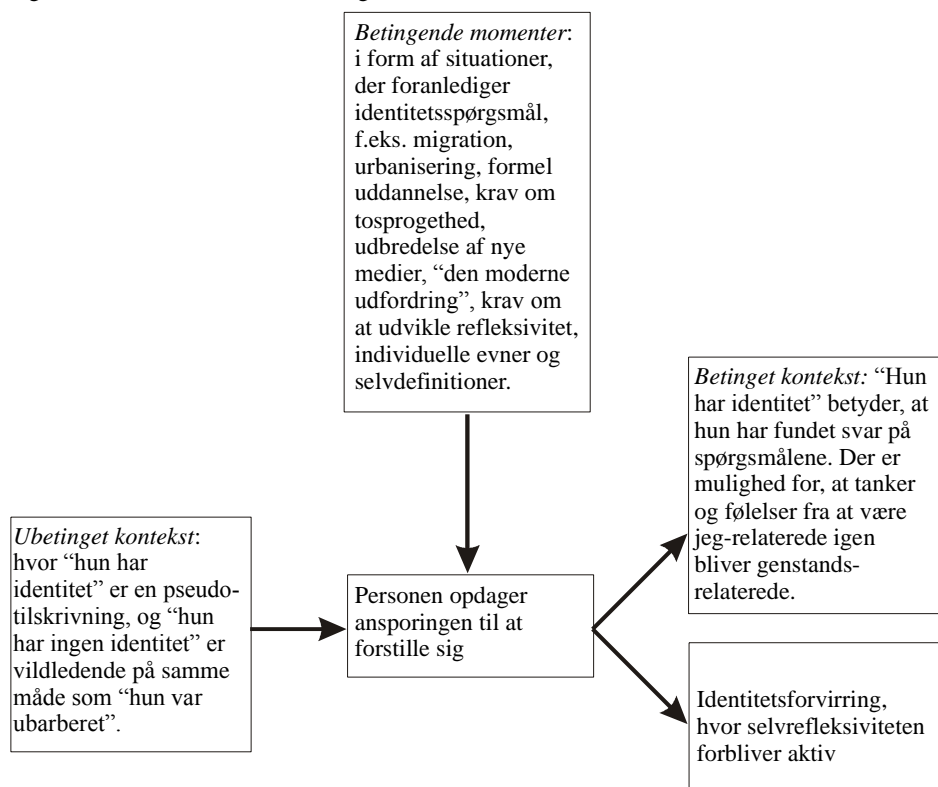 Betingende momenter:
i form af situationer,
der foranlediger
identitetsspørgsmål,
f.eks. migration,
urbanisering, formel
uddannelse, krav om
tosprogethed,
udbredelse af nye
medier, “den moderne
udfordring”, krav om
at udvikle refleksivitet,
individuelle evner og
selvdefinitioner.
Ubetinget kontekst:
hvor “hun har
identitet” er en pseudo-
tilskrivning, og “hun
har ingen identitet” er
vildledende på samme
måde som “hun var
ubarberet”.
Personen opdager
ansporingen til at
forstille sig
Betinget kontekst: “Hun
har identitet” betyder, at
hun har fundet svar på
spørgsmålene. Der er
mulighed for, at tanker
og følelser fra at være
jeg-relaterede igen
bliver genstands-
relaterede.
Identitetsforvirring,
hvor selvrefleksiviteten
forbliver aktiv